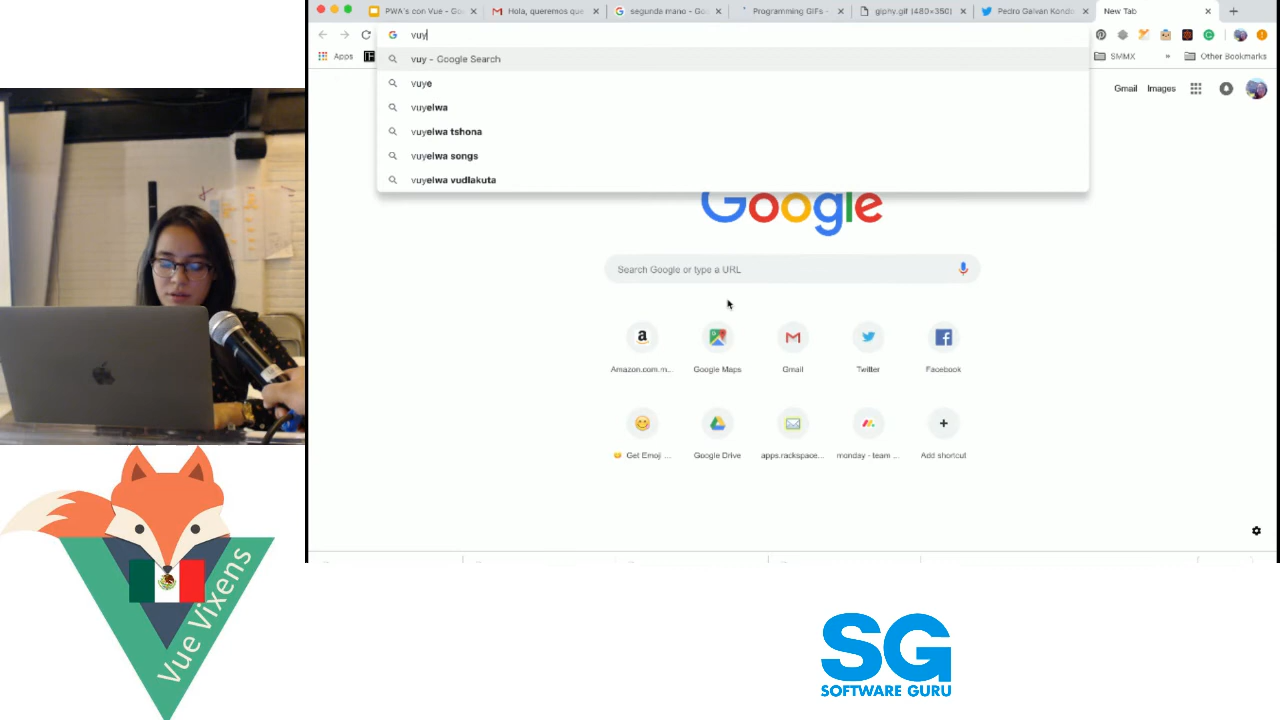 PWA's con Vue - Goo
Hola, queremos que
segunda mano - Goo
Programming GIFs -
giphy.gif (480×350)
Pedro Galván Kondo
New Tab
vuy
Apps
SMMX
»
Other Bookmarks
vuy - Google Search
vuye
vuyelwa
vuyelwa tshona
vuyelwa songs
vuyelwa vudlakuta
Gmail
Images
Google
Search Google or type a URL
Amazon.com.m...
Google Maps
Gmail
Twitter
Facebook
Get Emoji ...
Google Drive
apps.rackspace...
monday - team ...
Add shortcut
Vue Vixens
SG
SOFTWARE GURU